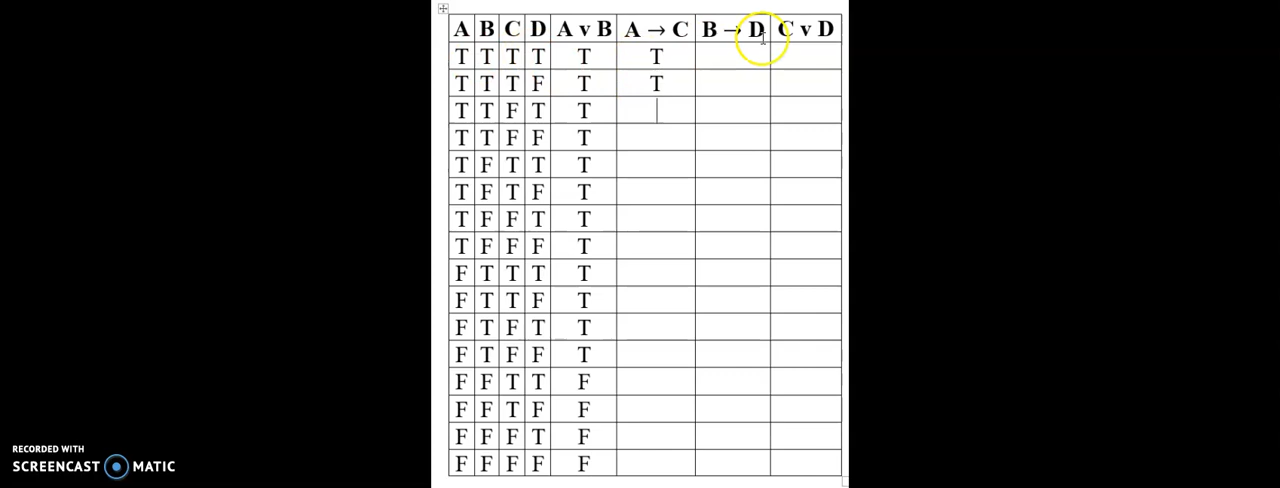 A B C D A v B A → C B → D C v D
T T T T T T
T T T F T T
T T F T T
T T F F T
T F T T T
T F T F T
T F F T T
T F F F T
F T T T T
F T T F T
F T F T T
F T F F T
F F T T F
F F T F F
F F F T F
F F F F F
RECORDED WITH
SCREENCAST MATIC